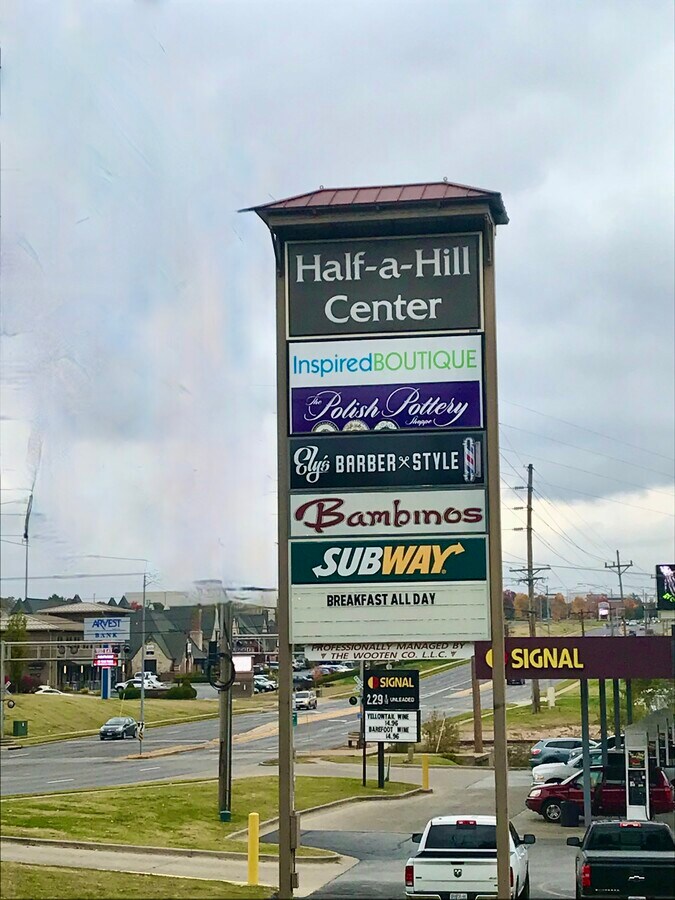 Half-a-Hill
Center
InspiredBOUTIQUE
The Polish Pottery
Shoppe
Ely's BARBER STYLE
Bambinos
SUBWAY
BREAKFAST ALL DAY
PROFESSIONALLY MANAGED BY
THE WOOTEN CO. L.L.C.
SIGNAL
ARVEST
BANK
SIGNAL
2.29 UNLEADED
YELLOWTAIL WINE
14.96
BAREFOOT WINE
14.96